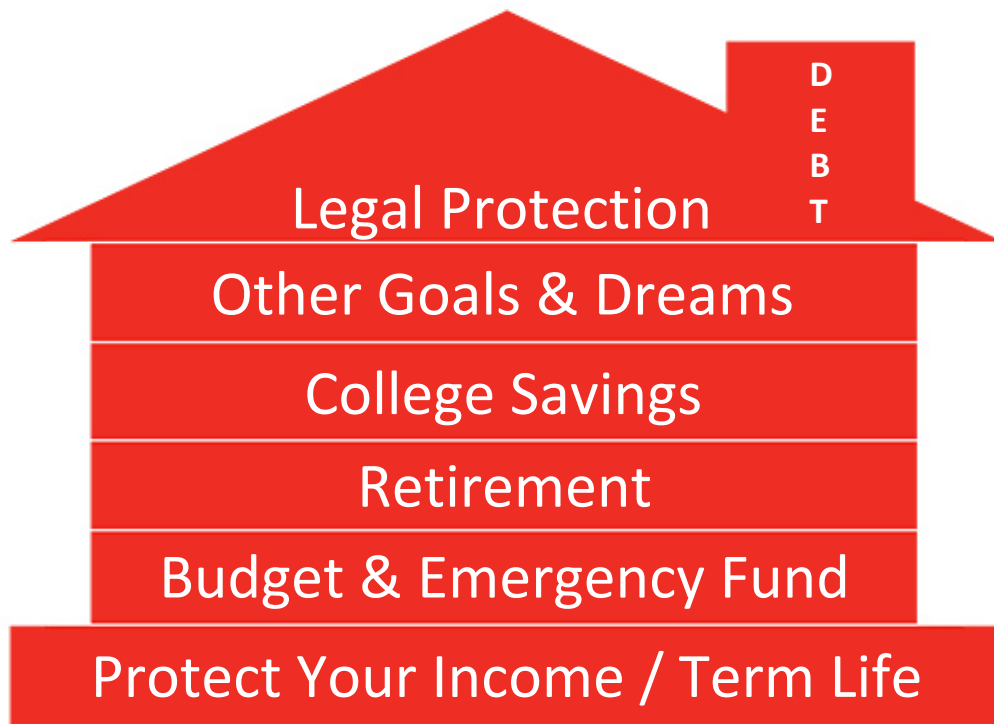 D
E
B
T
Legal Protection
Other Goals & Dreams
College Savings
Retirement
Budget & Emergency Fund
Protect Your Income / Term Life